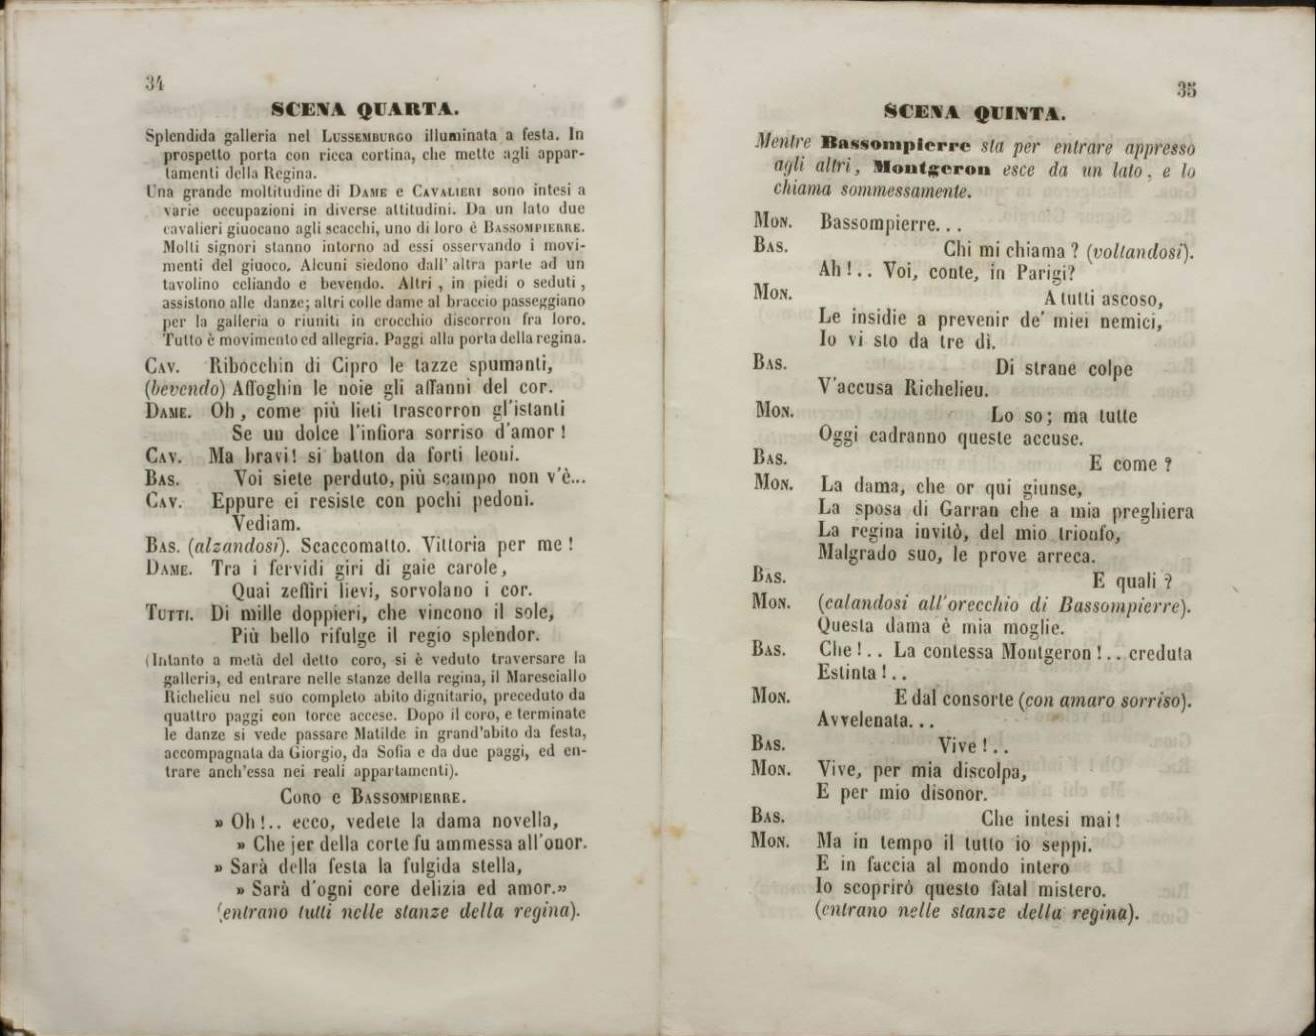 34
SCENA QUARTA.
Splendida galleria nel LUSSEMBURGO illuminata a festa. In
prospetto porta con ricca cortina, che mette agli appar-
tamenti della Regina.
Una grande moltitudine di DAME e CAVALIERI sono intesi a
varie occupazioni in diverse attitudini. Da un lato due
cavalieri giuocano agli scacchi, uno di loro è BASSOMPIERRE.
Molti signori stanno intorno ad essi osservando i movi-
menti del giuoco. Alcuni siedono dall' altra parte ad un
tavolino celiando e bevendo. Altri, in piedi o seduti,
assistono alle danze; altri colle dame al braccio passeggiano
per la galleria o riuniti in crocchio discorron fra loro.
Tutto è movimento ed allegria. Paggi alla porta della regina.
CAV. Ribocchin di Cipro le tazze spumanti,
(bevendo) Affoghin le noie gli affanni del cor.
DAME. Oh, come più lieti trascorron gl'istanti
Se un dolce l'infiora sorriso d'amor!
CAV. Ma bravi! si batton da forti leoni.
BAS. Voi siete perduto, più scampo non v'è...
CAV. Eppure ei resiste con pochi pedoni.
Vediam.
BAS. (alzandosi). Scaccomatto. Vittoria per me!
DAME. Tra i fervidi giri di gaie carole,
Quai zeffiri lievi, sorvolano i cor.
TUTTI. Di mille doppieri, che vincono il sole,
Più bello rifulge il regio splendor.
(Intanto a metà del detto coro, si è veduto traversare la
galleria, ed entrare nelle stanze della regina, il Maresciallo
Richelieu nel suo completo abito dignitario, preceduto da
quattro paggi con torce accese. Dopo il coro, e terminate
le danze si vede passare Matilde in grand'abito da festa,
accompagnata da Giorgio, da Sofia e da due paggi, ed en-
trare anch'essa nei reali appartamenti).
CORO e BASSOMPIERRE.
» Oh!.. ecco, vedete la dama novella,
» Che jer della corte fu ammessa all'onor.
» Sarà della festa la fulgida stella,
» Sarà d'ogni core delizia ed amor.»
(entrano tutti nelle stanze della regina).
35
SCENA QUINTA.
Mentre Bassompierre sta per entrare appresso
agli altri, Montgeron esce da un lato, e lo
chiama sommessamente.
MON. Bassompierre...
BAS. Chi mi chiama? (voltandosi).
Ah!.. Voi, conte, in Parigi?
MON. A tutti ascoso,
Le insidie a prevenir de' miei nemici,
Io vi sto da tre dì.
BAS. Di strane colpe
V'accusa Richelieu.
MON. Lo so; ma tutte
Oggi cadranno queste accuse.
BAS. E come?
MON. La dama, che or qui giunse,
La sposa di Garran che a mia preghiera
La regina invitò, del mio trionfo,
Malgrado suo, le prove arreca.
BAS. E quali?
MON. (calandosi all'orecchio di Bassompierre).
Questa dama è mia moglie.
BAS. Che!.. La contessa Montgeron!.. creduta
Estinta!..
MON. E dal consorte (con amaro sorriso).
Avvelenata...
BAS. Vive!..
MON. Vive, per mia discolpa,
E per mio disonor.
BAS. Che intesi mai!
MON. Ma in tempo il tutto io seppi.
E in faccia al mondo intero
Io scoprirò questo fatal mistero.
(entrano nelle stanze della regina).